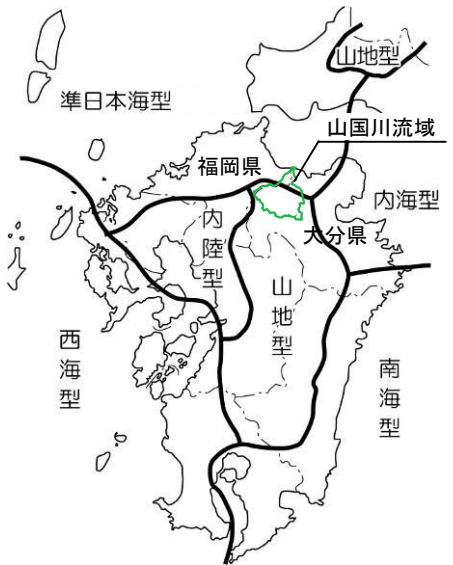 山地型
準日本海型
山国川流域
福岡県
内海型
内陸型
大分県
山地型
西海型
南海型